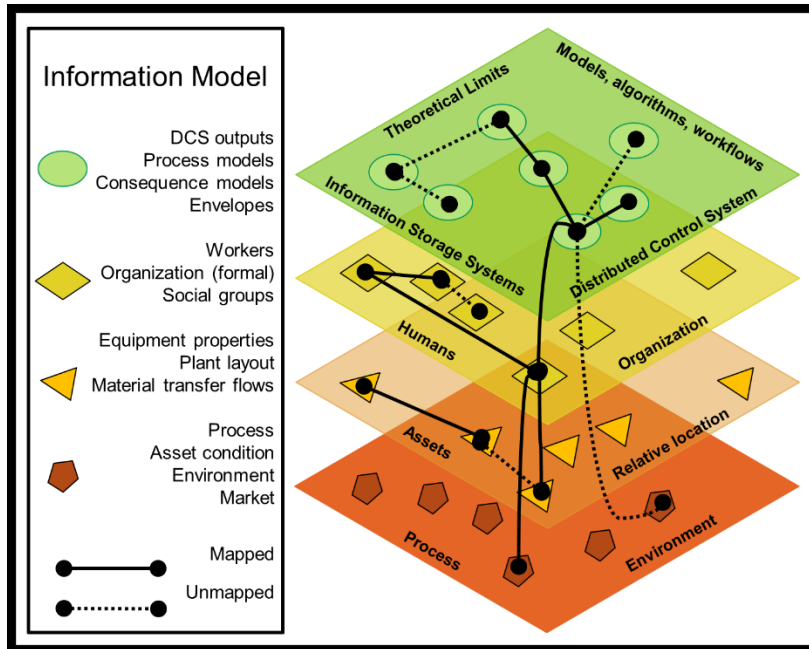 Information Model
DCS outputs
Process models
Consequence models
Envelopes
Workers
Organization (formal)
Social groups
Equipment properties
Plant layout
Material transfer flows
Process
Asset condition
Environment
Market
Mapped
Unmapped
Theoretical Limits
Models, algorithms, workflows
Information Storage Systems
Distributed Control System
Humans
Organization
Assets
Relative location
Process
Environment